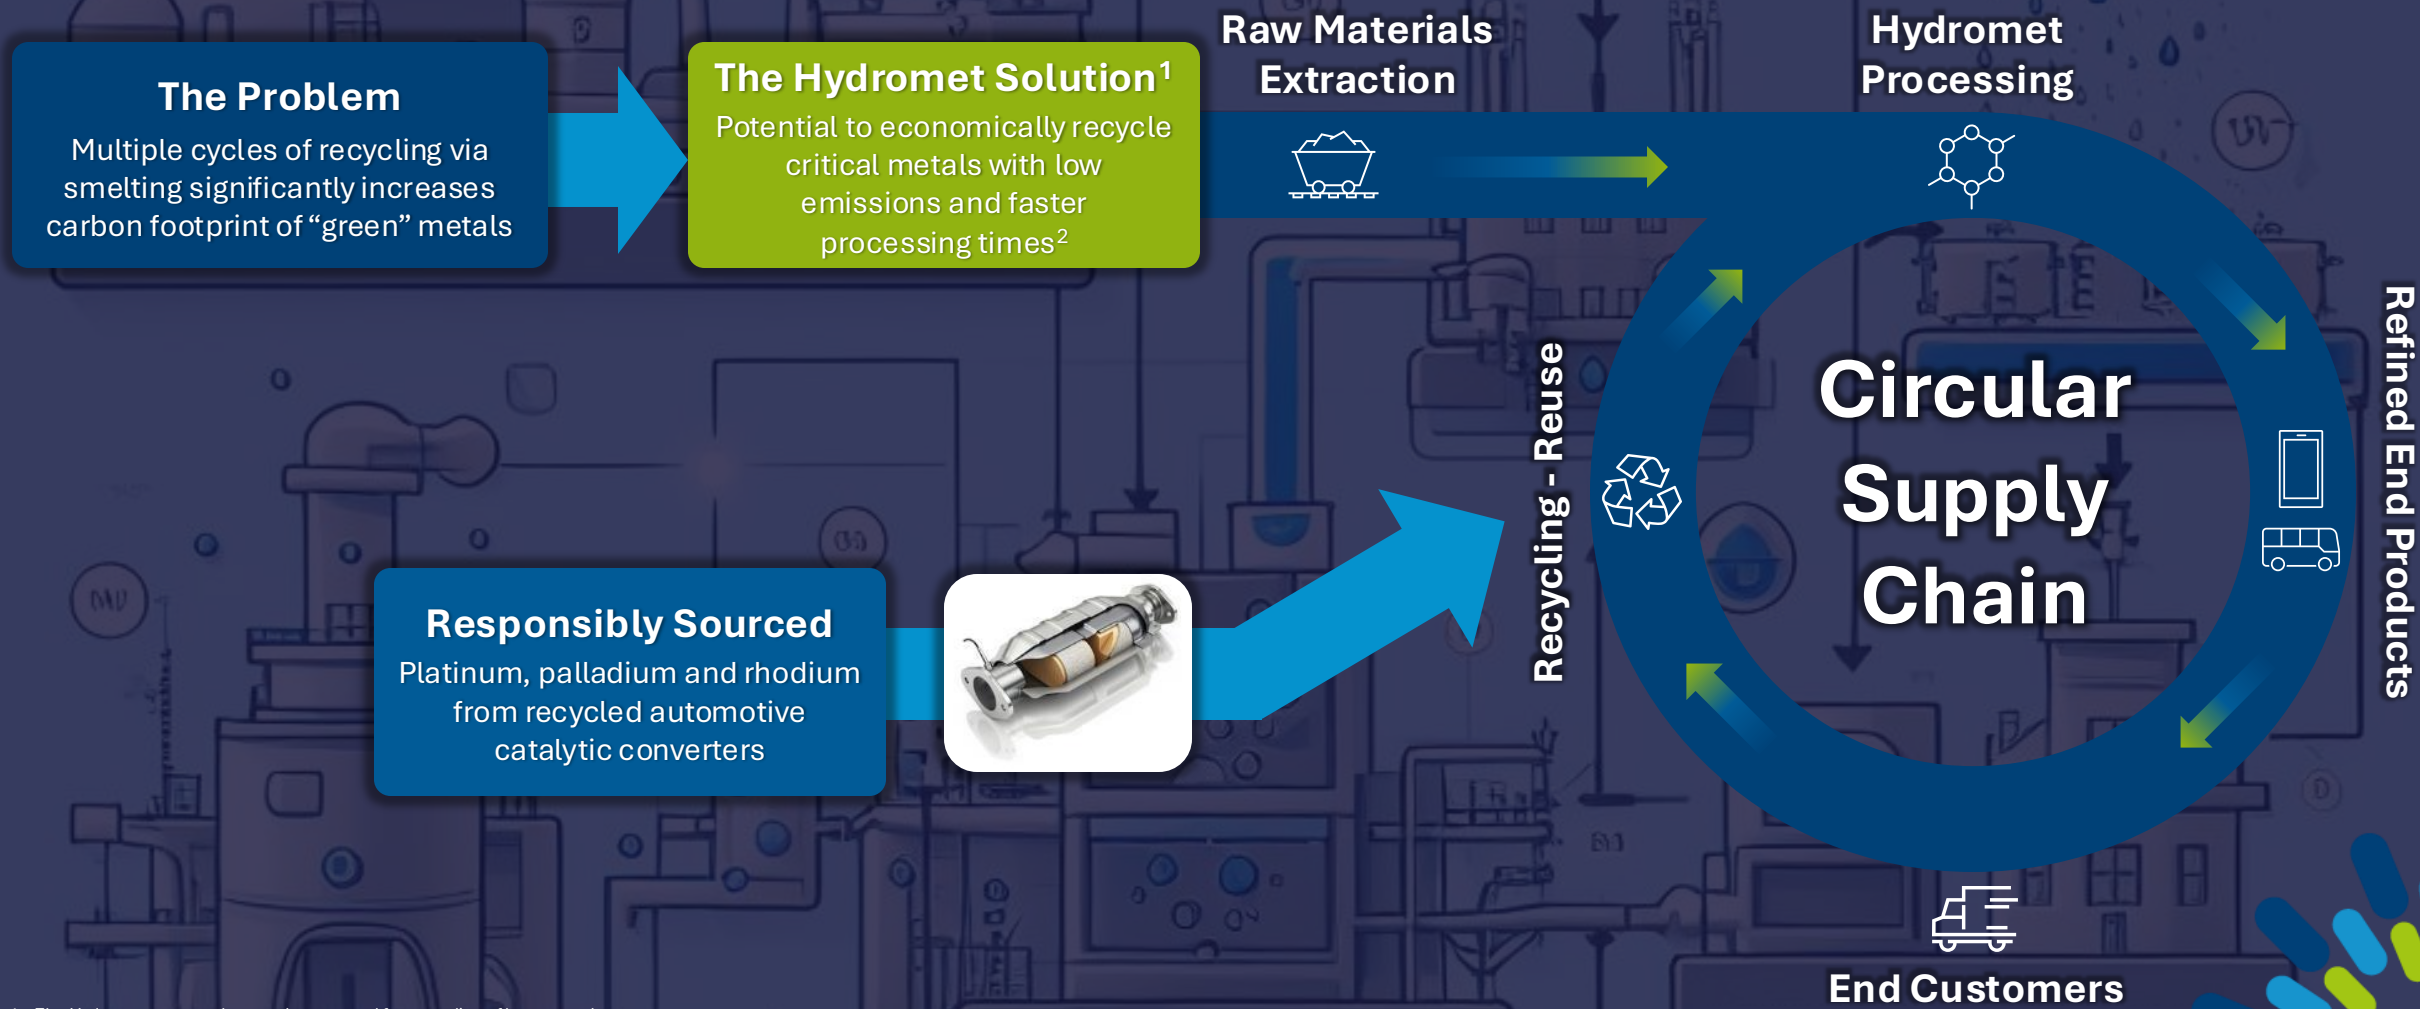 The Problem
Multiple cycles of recycling via
smelting significantly increases
carbon footprint of “green” metals
The Hydromet Solution¹
Potential to economically recycle
critical metals with low
emissions and faster
processing times²
Raw Materials
Extraction
Hydromet
Processing
Refined End Products
Circular
Supply
Chain
Recycling - Reuse
Responsibly Sourced
Platinum, palladium and rhodium
from recycled automotive
catalytic converters
End Customers